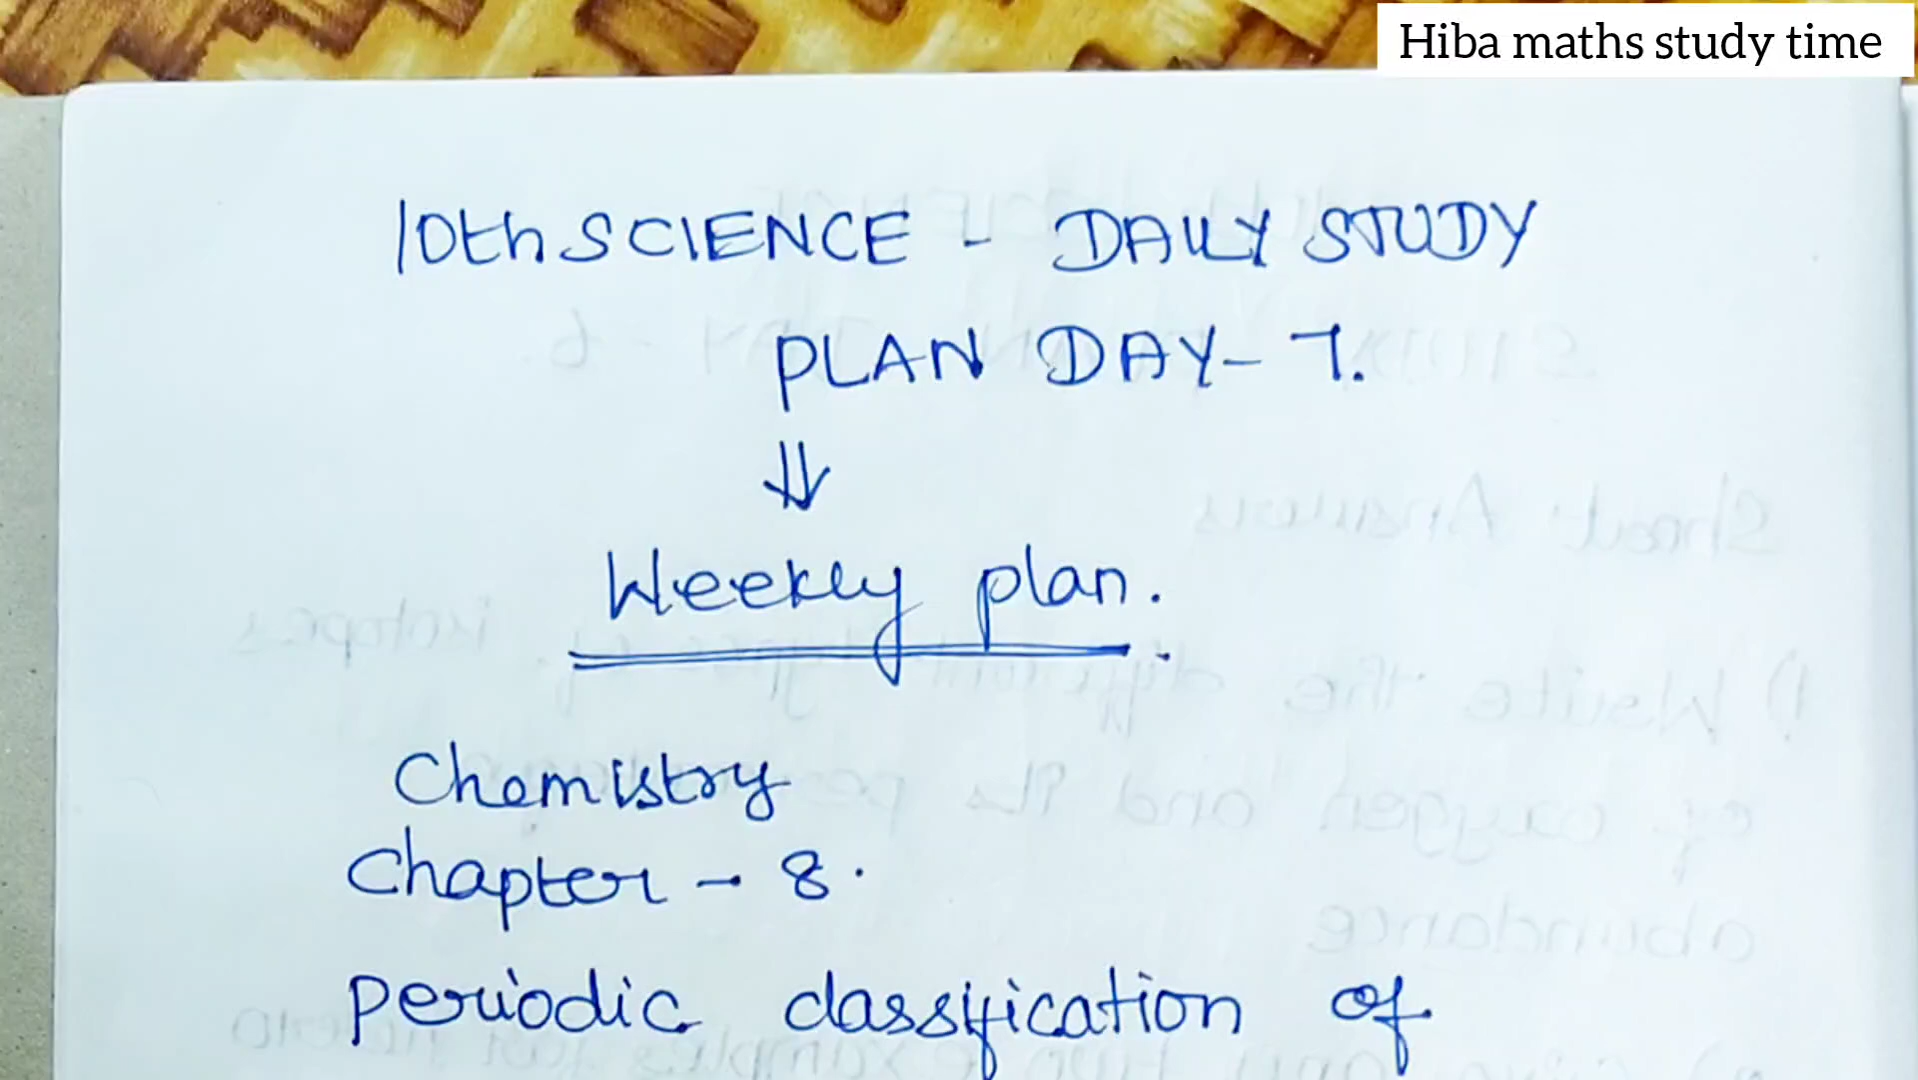 Hiba maths study time
10th SCIENCE - DAILY STUDY
PLAN DAY - 7.
Weekly plan.
Chemistry
Chapter - 8.
Periodic classification of